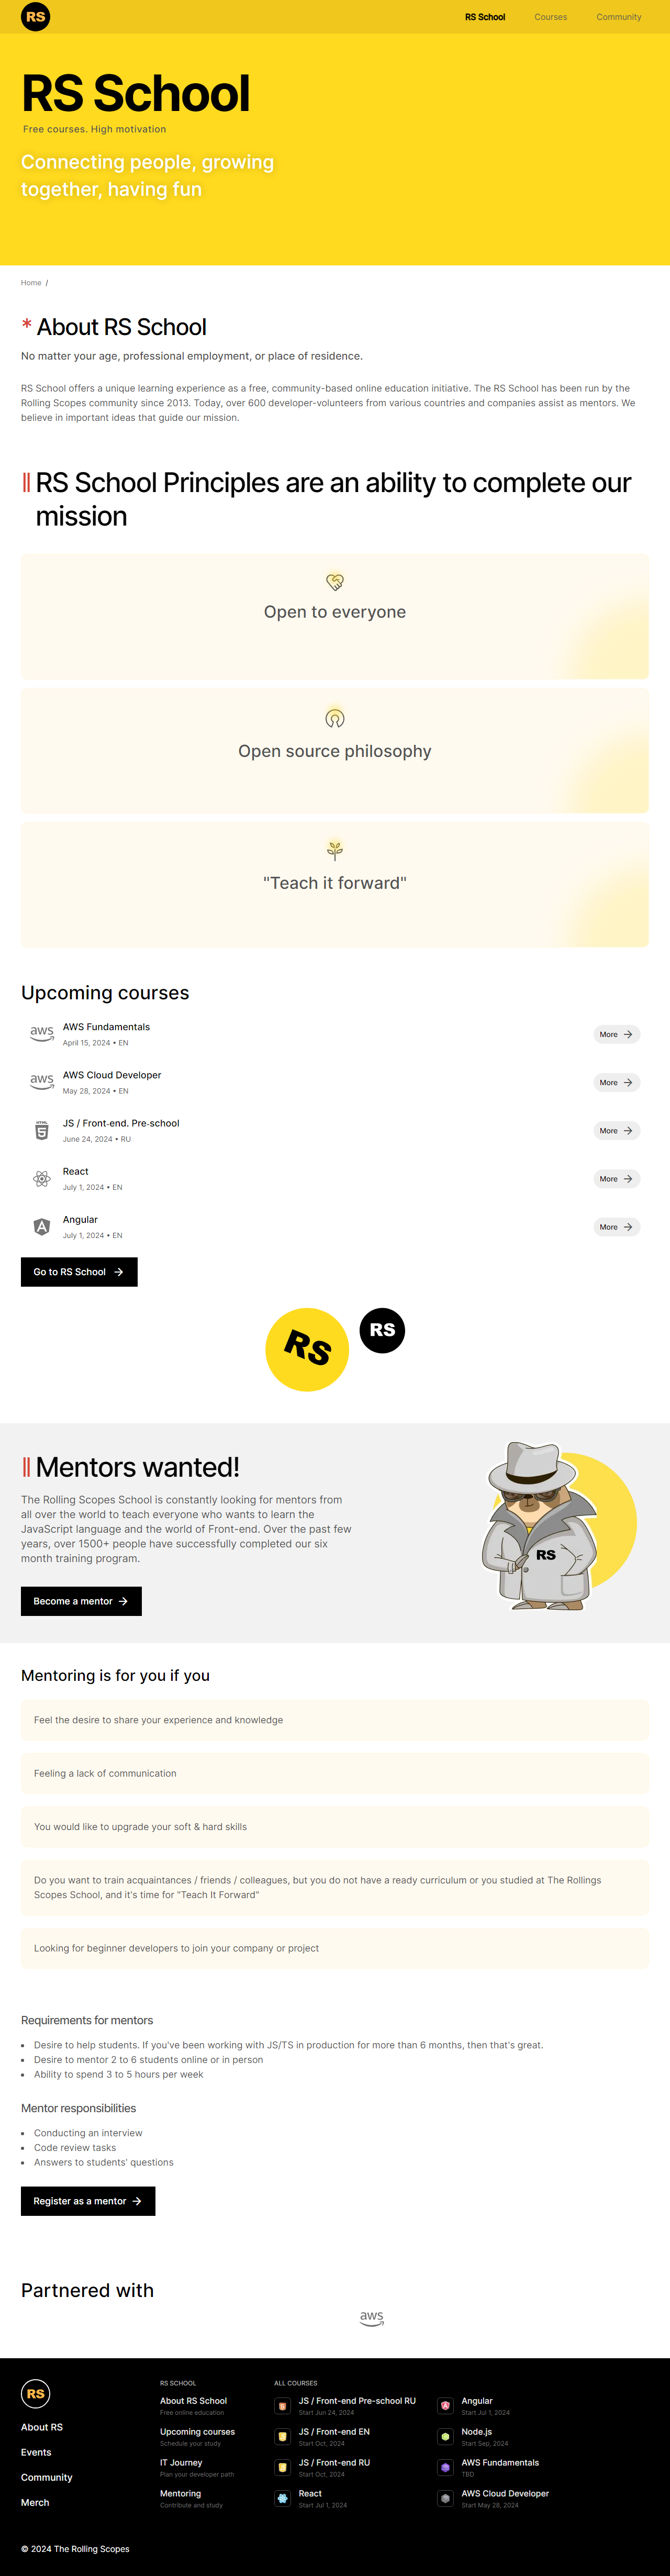 RS
RS School
Courses
Community
RS School
Free courses. High motivation
Connecting people, growing
together, having fun
Home /
* About RS School
No matter your age, professional employment, or place of residence.
RS School offers a unique learning experience as a free, community-based online education initiative. The RS School has been run by the
Rolling Scopes community since 2013. Today, over 600 developer-volunteers from various countries and companies assist as mentors. We
believe in important ideas that guide our mission.
RS School Principles are an ability to complete our
mission
Open to everyone
Open source philosophy
"Teach it forward"
Upcoming courses
aws
AWS Fundamentals
April 15, 2024 • EN
More
aws
AWS Cloud Developer
May 28, 2024 • EN
More
HTML
5
JS / Front-end. Pre-school
June 24, 2024 • RU
More
React
July 1, 2024 • EN
More
A
Angular
July 1, 2024 • EN
More
Go to RS School
RS
RS
Mentors wanted!
The Rolling Scopes School is constantly looking for mentors from
all over the world to teach everyone who wants to learn the
JavaScript language and the world of Front-end. Over the past few
years, over 1500+ people have successfully completed our six
month training program.
Become a mentor
RS
Mentoring is for you if you
Feel the desire to share your experience and knowledge
Feeling a lack of communication
You would like to upgrade your soft & hard skills
Do you want to train acquaintances / friends / colleagues, but you do not have a ready curriculum or you studied at The Rollings
Scopes School, and it's time for "Teach It Forward"
Looking for beginner developers to join your company or project
Requirements for mentors
• Desire to help students. If you've been working with JS/TS in production for more than 6 months, then that's great.
• Desire to mentor 2 to 6 students online or in person
• Ability to spend 3 to 5 hours per week
Mentor responsibilities
• Conducting an interview
• Code review tasks
• Answers to students' questions
Register as a mentor
Partnered with
aws
RS
About RS
Events
Community
Merch
RS SCHOOL
About RS School
Free online education
Upcoming courses
Schedule your study
IT Journey
Plan your developer path
Mentoring
Contribute and study
ALL COURSES
JS / Front-end Pre-school RU
Start Jun 24, 2024
JS / Front-end EN
Start Oct, 2024
JS / Front-end RU
Start Oct, 2024
React
Start Jul 1, 2024
Angular
Start Jul 1, 2024
Node.js
Start Sep, 2024
AWS Fundamentals
TBD
AWS Cloud Developer
Start May 28, 2024
© 2024 The Rolling Scopes